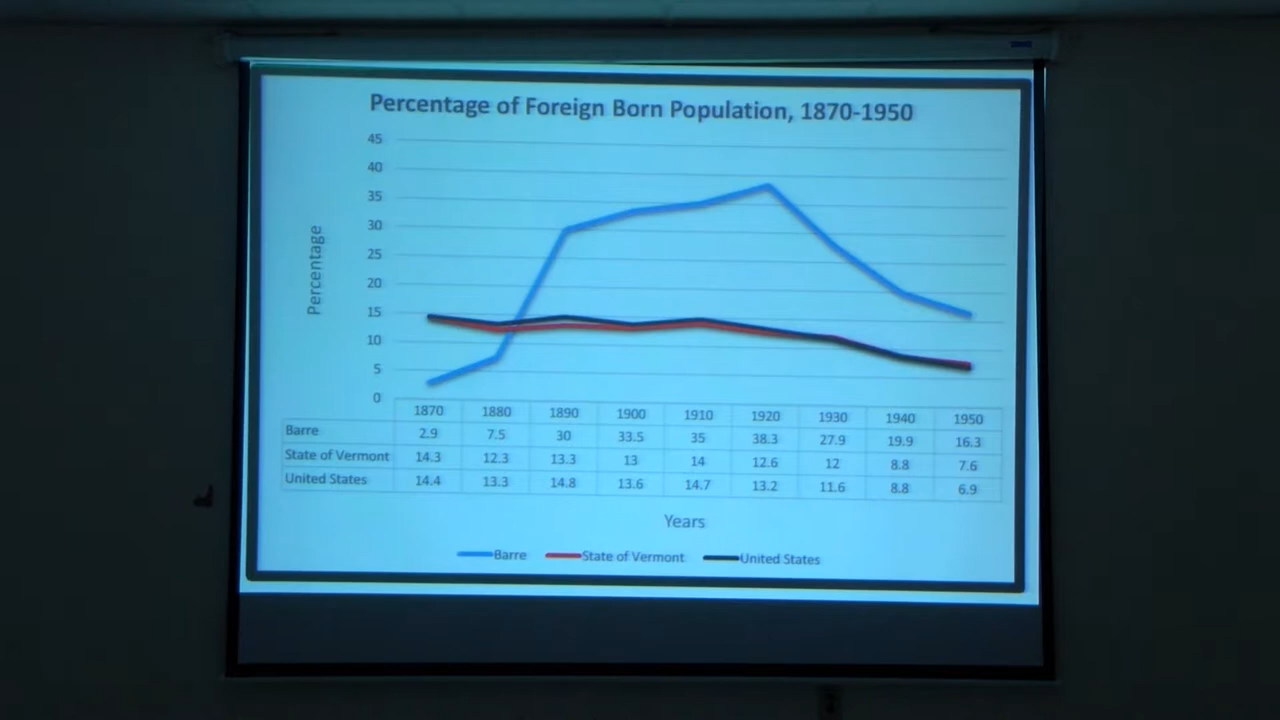 Percentage of Foreign Born Population, 1870-1950
45
40
35
30
25
20
15
10
5
0
Percentage
1870 1880 1890 1900 1910 1920 1930 1940 1950
Barre 2.9 7.5 30 33.5 35 38.3 27.9 19.9 16.3
State of Vermont 14.3 12.3 13.3 13 14 12.6 12 8.8 7.6
United States 14.4 13.3 14.8 13.6 14.7 13.2 11.6 8.8 6.9
Years
Barre State of Vermont United States